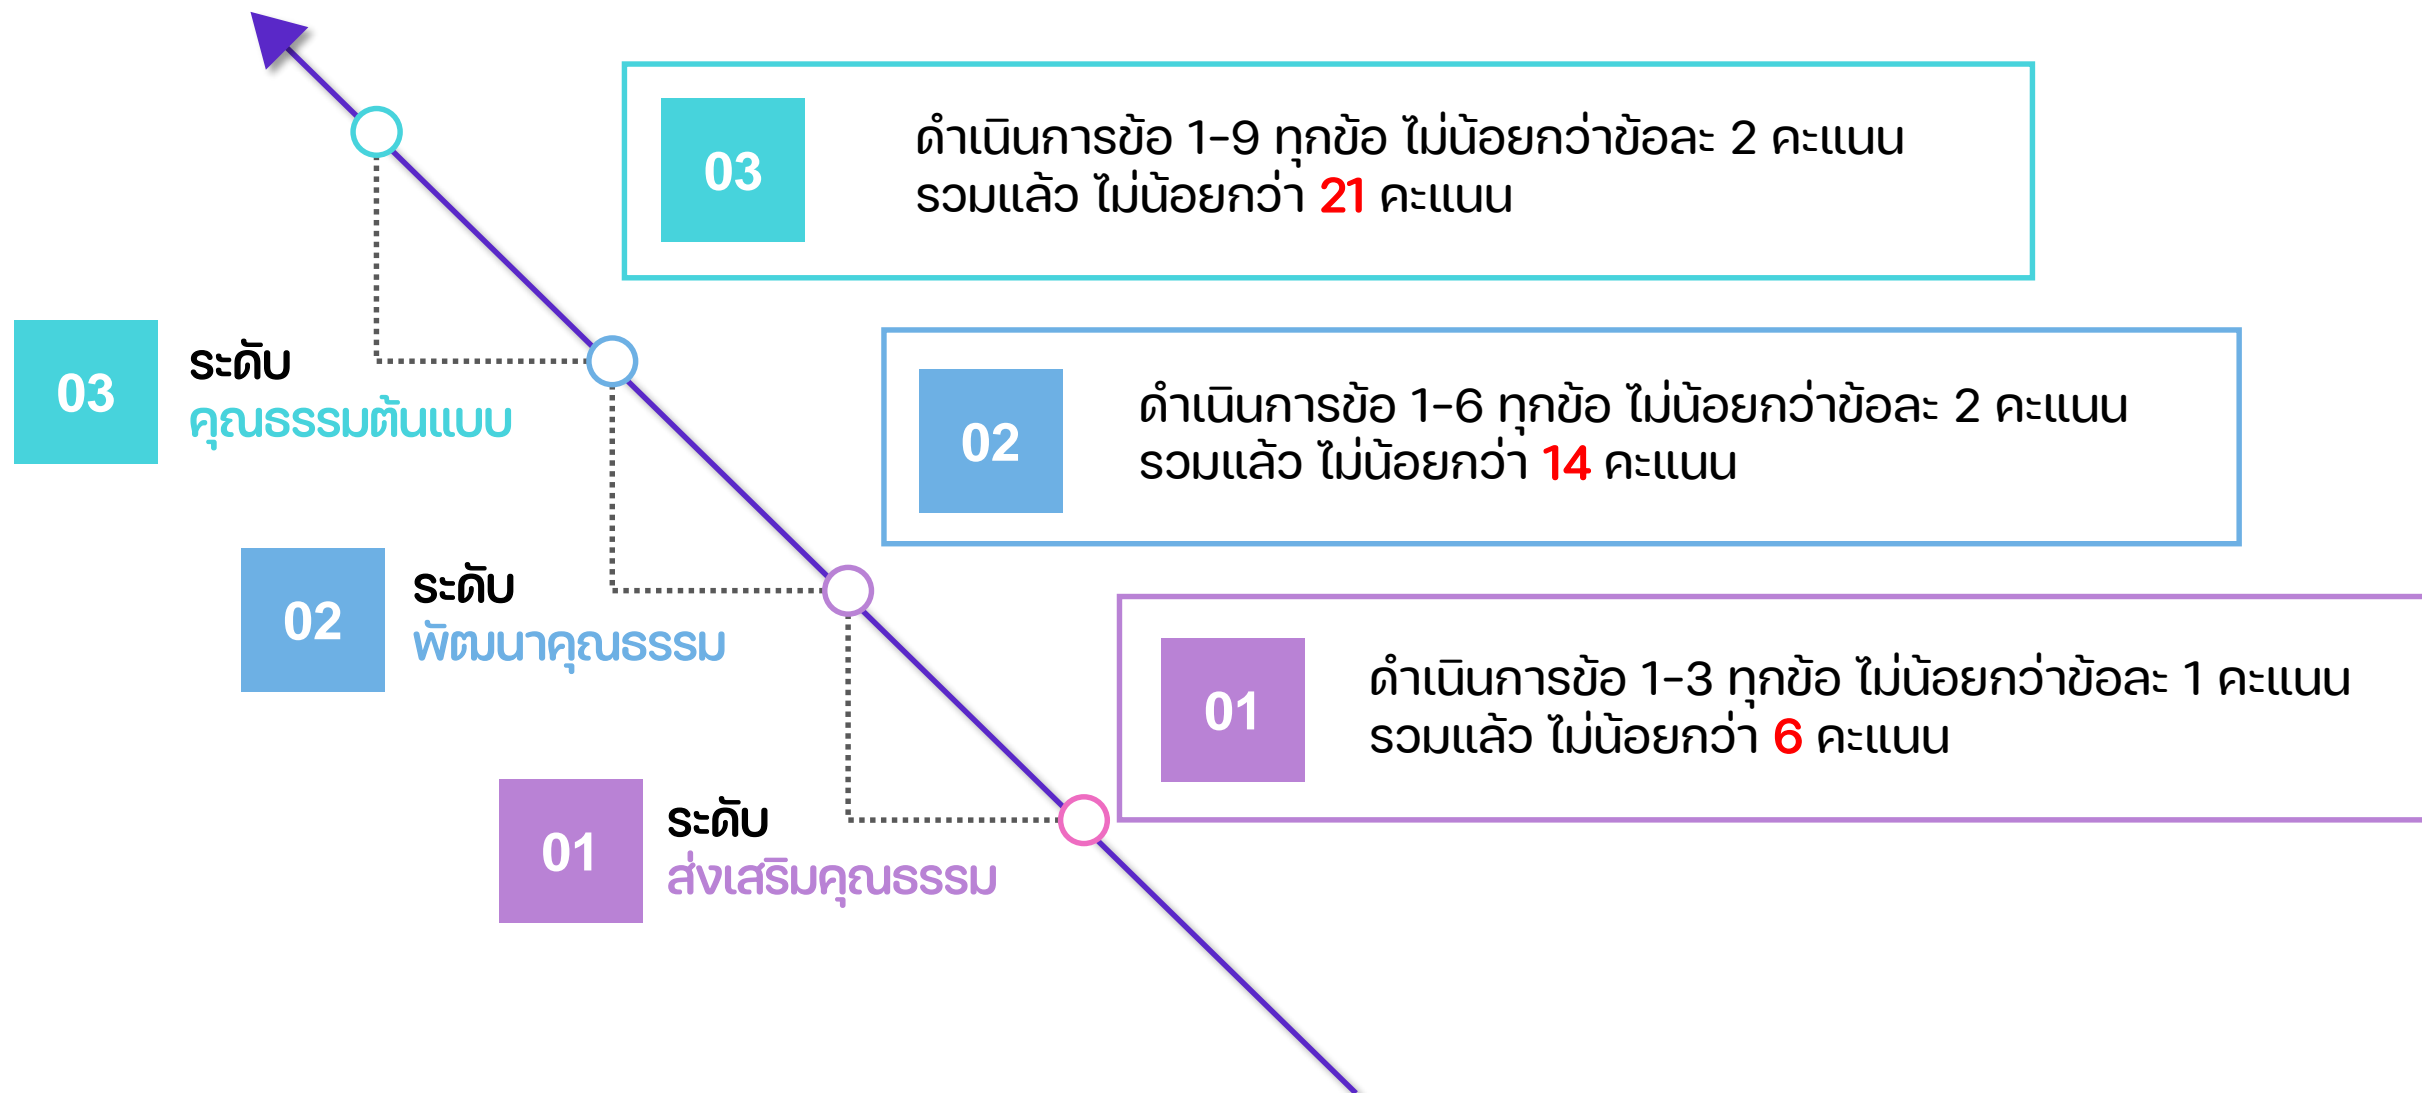 03
ดำเนินการข้อ 1-9 ทุกข้อ ไม่น้อยกว่าข้อละ 2 คะแนน
รวมแล้ว ไม่น้อยกว่า 21 คะแนน
03
ระดับ
คุณธรรมต้นแบบ
02
ดำเนินการข้อ 1-6 ทุกข้อ ไม่น้อยกว่าข้อละ 2 คะแนน
รวมแล้ว ไม่น้อยกว่า 14 คะแนน
02
ระดับ
พัฒนาคุณธรรม
01
ดำเนินการข้อ 1-3 ทุกข้อ ไม่น้อยกว่าข้อละ 1 คะแนน
รวมแล้ว ไม่น้อยกว่า 6 คะแนน
01
ระดับ
ส่งเสริมคุณธรรม